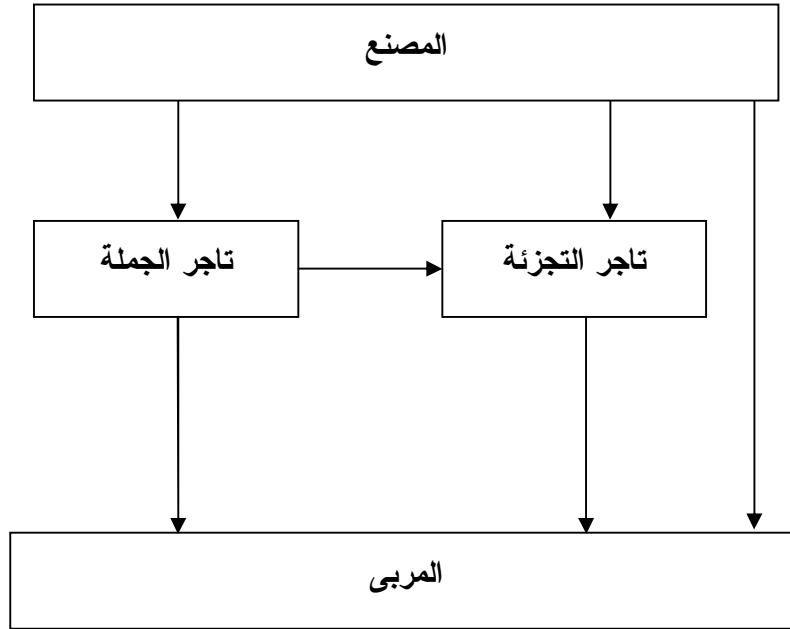 المصنع
تاجر التجزئة
تاجر الجملة
المربى